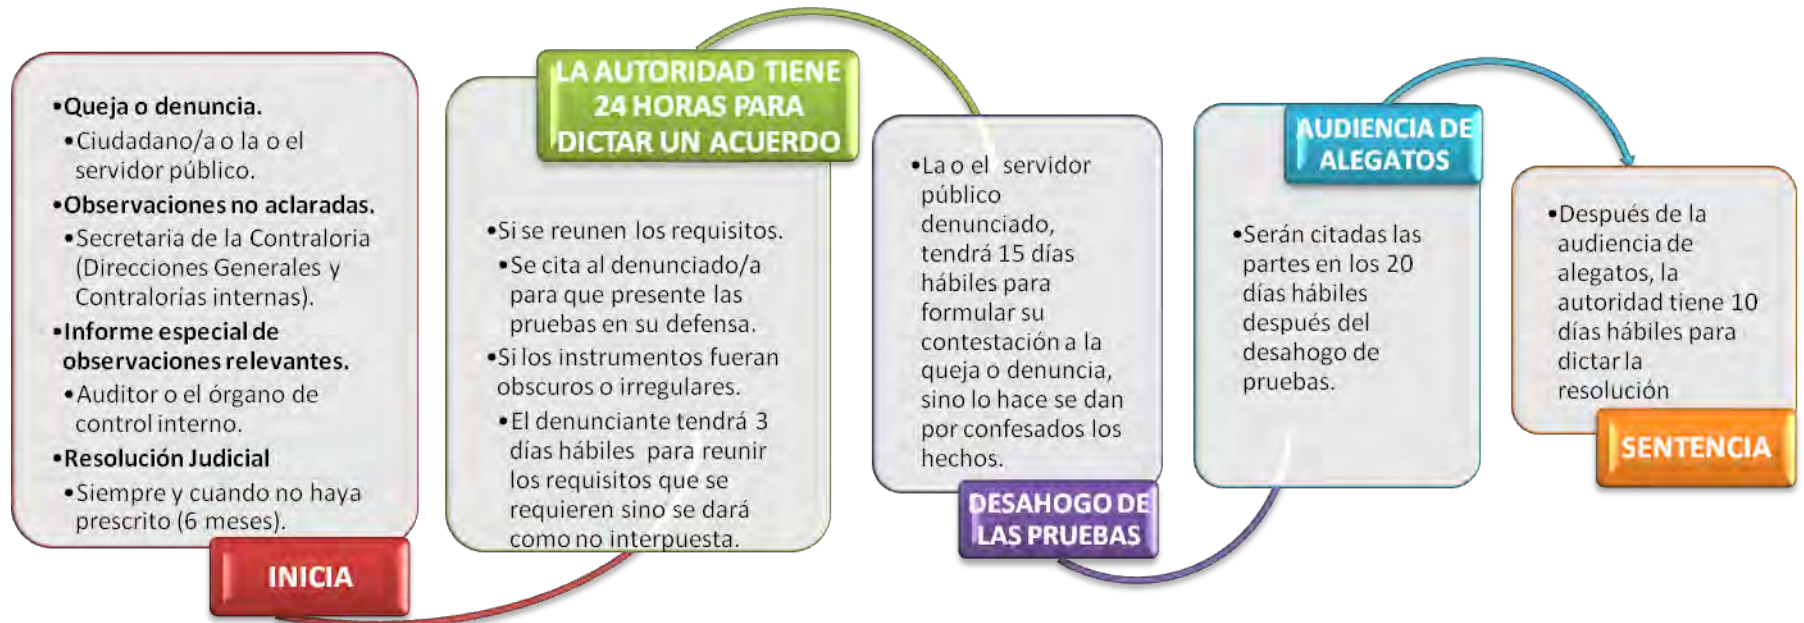 •Queja o denuncia.
•Ciudadano/a o la o el
servidor público.
•Observaciones no aclaradas.
•Secretaria de la Contraloria
(Direcciones Generales y
Contralorías internas).
•Informe especial de
observaciones relevantes.
•Auditor o el órgano de
control interno.
•Resolución Judicial
•Siempre y cuando no haya
prescrito (6 meses).
INICIA
LA AUTORIDAD TIENE
24 HORAS PARA
DICTAR UN ACUERDO
•Si se reunen los requisitos.
•Se cita al denunciado/a
para que presente las
pruebas en su defensa.
•Si los instrumentos fueran
obscuros o irregulares.
•El denunciante tendrá 3
días hábiles para reunir
los requisitos que se
requieren sino se dará
como no interpuesta.
•La o el servidor
público
denunciado,
tendrá 15 días
hábiles para
formular su
contestación a la
queja o denuncia,
sino lo hace se dan
por confesados los
hechos.
DESAHOGO DE
LAS PRUEBAS
AUDIENCIA DE
ALEGATOS
•Serán citadas las
partes en los 20
días hábiles
después del
desahogo de
pruebas.
•Después de la
audiencia de
alegatos, la
autoridad tiene 10
días hábiles para
dictar la
resolución
SENTENCIA